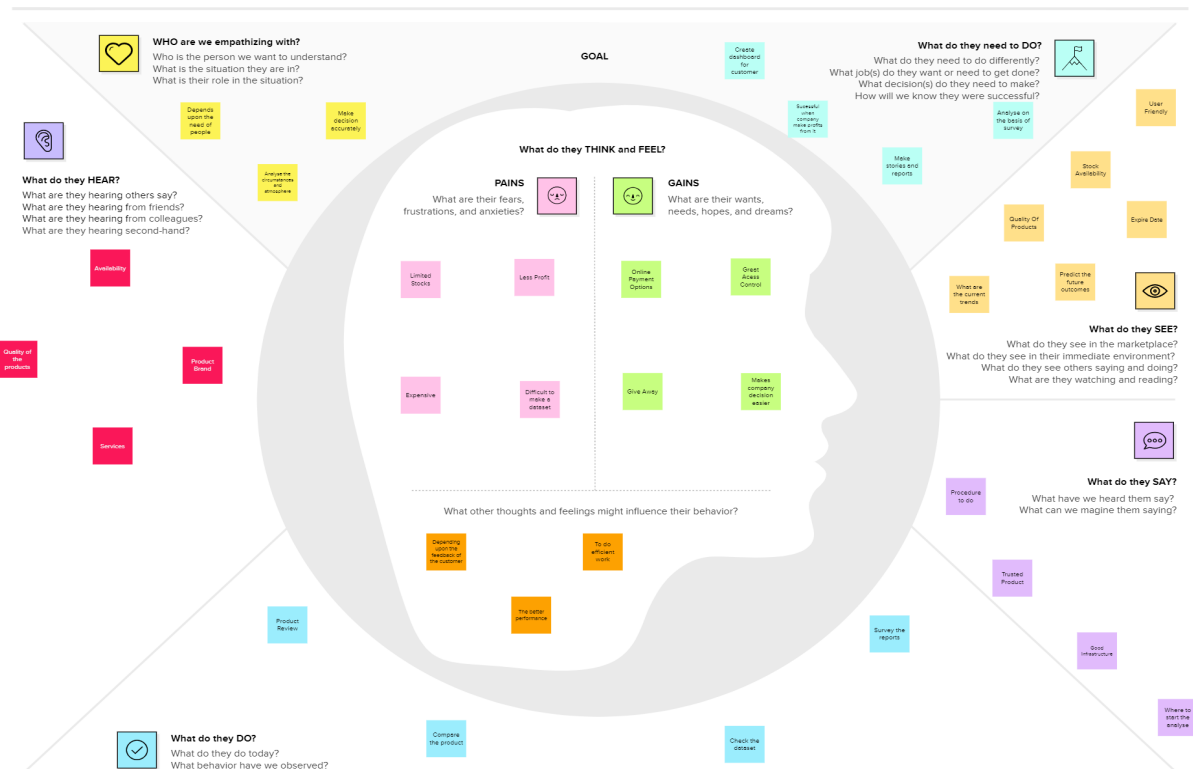 WHO are we empathizing with?
Who is the person we want to understand?
What is the situation they are in?
What is their role in the situation?
Depends
upon the
need of
people
Make
decision
accurately
Analyse the
circumstances
and
atmosphere
GOAL
Create
dashboard
for
customer
What do they need to DO?
What do they need to do differently?
What job(s) do they want or need to get done?
What decision(s) do they need to make?
How will we know they were successful?
Sucessful
when
company
make profits
from it
Analyse on
the basis of
survey
Make
stories and
reports
User
Friendly
Stock
Availability
Quality Of
Products
Expire Date
What are
the current
trends
Predict the
future
outcomes
What do they SEE?
What do they see in the marketplace?
What do they see in their immediate environment?
What do they see others saying and doing?
What are they watching and reading?
What do they HEAR?
What are they hearing others say?
What are they hearing from friends?
What are they hearing from colleagues?
What are they hearing second-hand?
Availability
Quality of
the
products
Product
Brand
Services
What do they THINK and FEEL?
PAINS
What are their fears,
frustrations, and anxieties?
GAINS
What are their wants,
needs, hopes, and dreams?
Limited
Stocks
Less Profit
Expensive
Difficult to
make a
dataset
Online
Payment
Options
Great
Acess
Control
Give Away
Makes
company
decision
easier
What other thoughts and feelings might influence their behavior?
Depending
upon the
feedback of
the customer
To do
efficient
work
The better
performance
What do they SAY?
What have we heard them say?
What can we magine them saying?
Procedure
to do
Trusted
Product
Good
Infrastructure
Where to
start the
analyse
Product
Review
Survey the
reports
Compare
the product
Check the
dataset
What do they DO?
What do they do today?
What behavior have we observed?